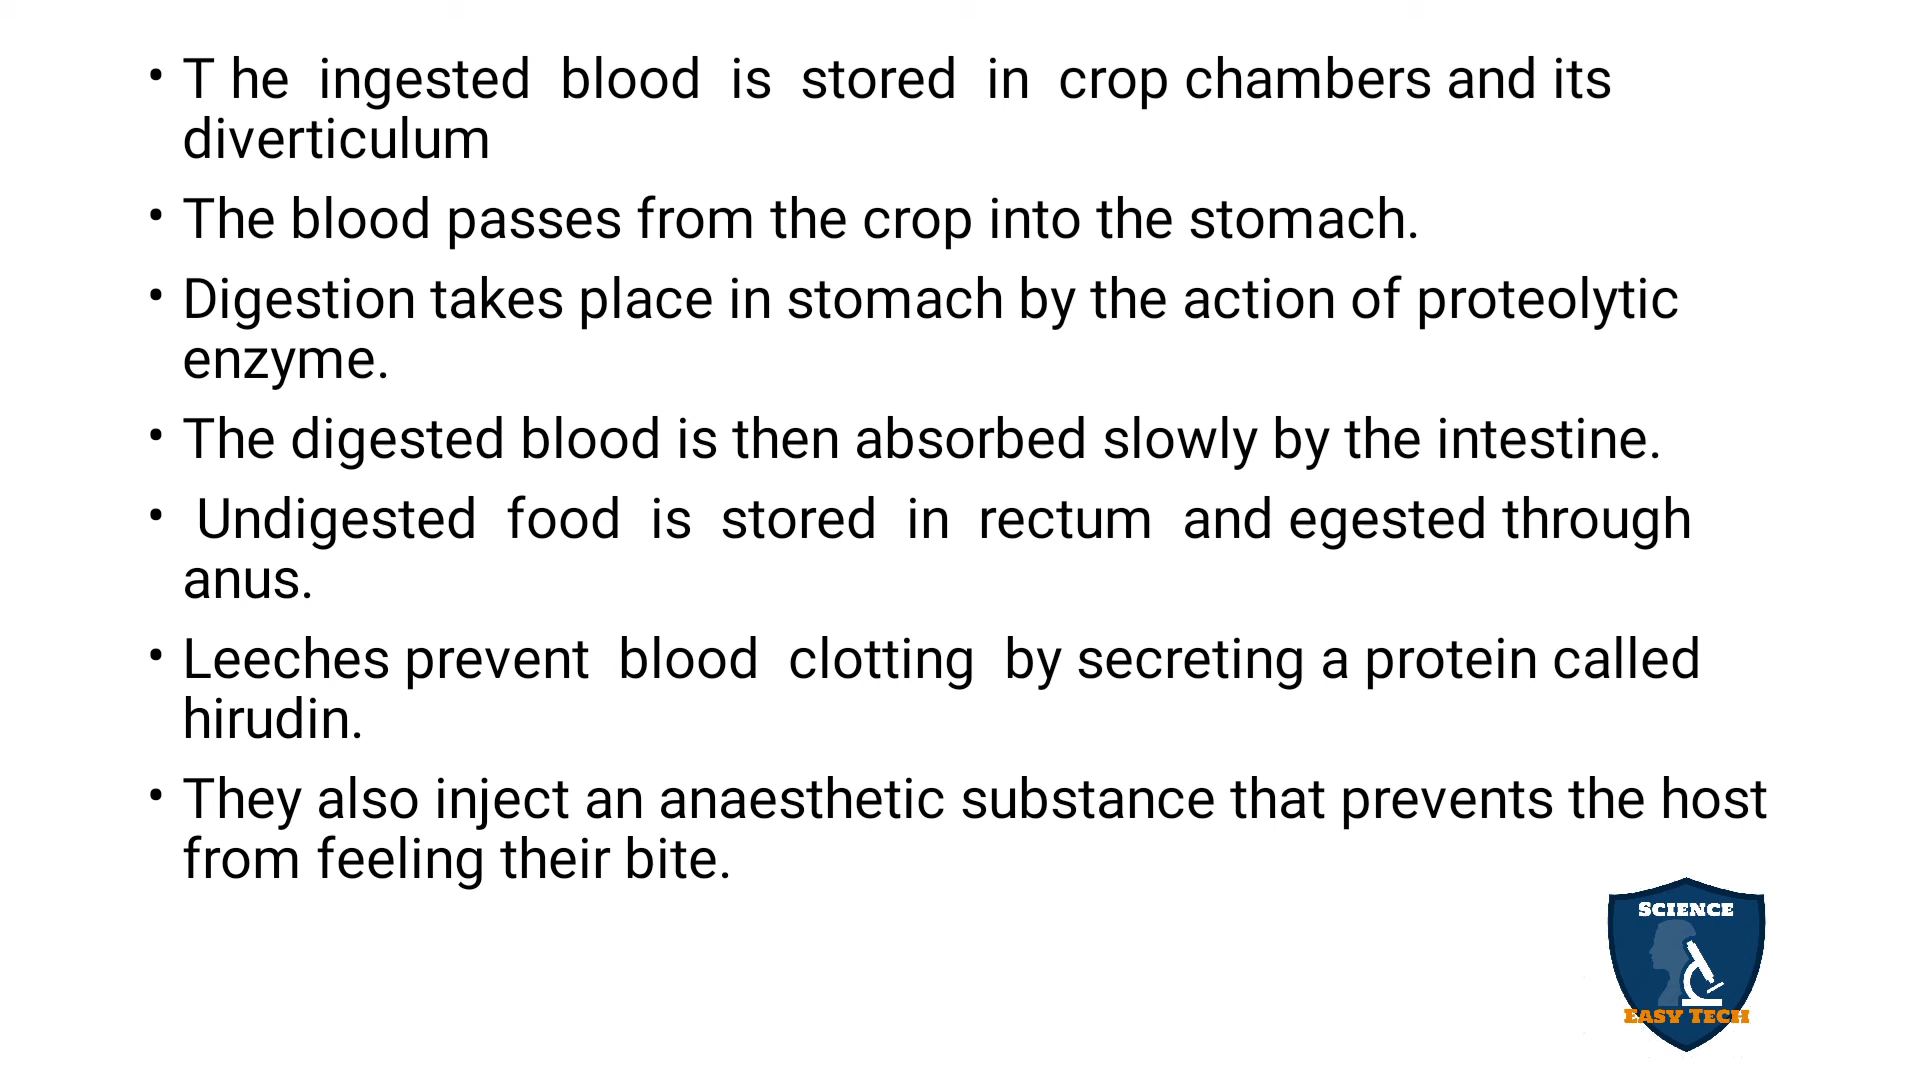 • T he ingested blood is stored in crop chambers and its
diverticulum
• The blood passes from the crop into the stomach.
• Digestion takes place in stomach by the action of proteolytic
enzyme.
• The digested blood is then absorbed slowly by the intestine.
• Undigested food is stored in rectum and egested through
anus.
• Leeches prevent blood clotting by secreting a protein called
hirudin.
• They also inject an anaesthetic substance that prevents the host
from feeling their bite.
SCIENCE
EASY TECH